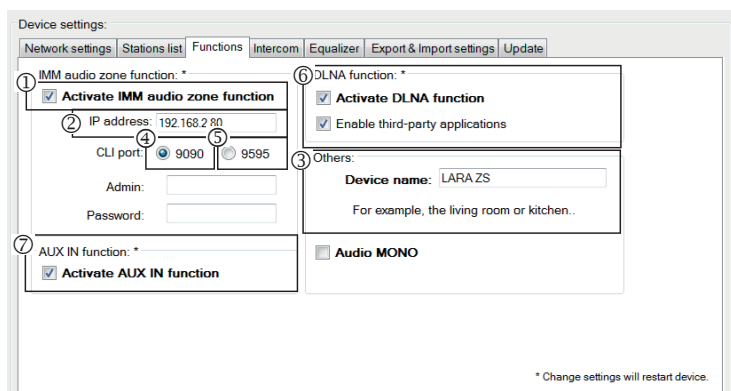 Device settings:
Network settings Stations list Functions Intercom Equalizer Export & Import settings Update
IMM audio zone function: *
① Activate IMM audio zone function
② IP address: 192.168.2.80
CLI port: ④ 9090 ⑤ 9595
Admin:
Password:
⑦ AUX IN function: *
Activate AUX IN function
⑥ DLNA function: *
Activate DLNA function
Enable third-party applications
③ Others:
Device name: LARA ZS
For example, the living room or kitchen..
Audio MONO
* Change settings will restart device.